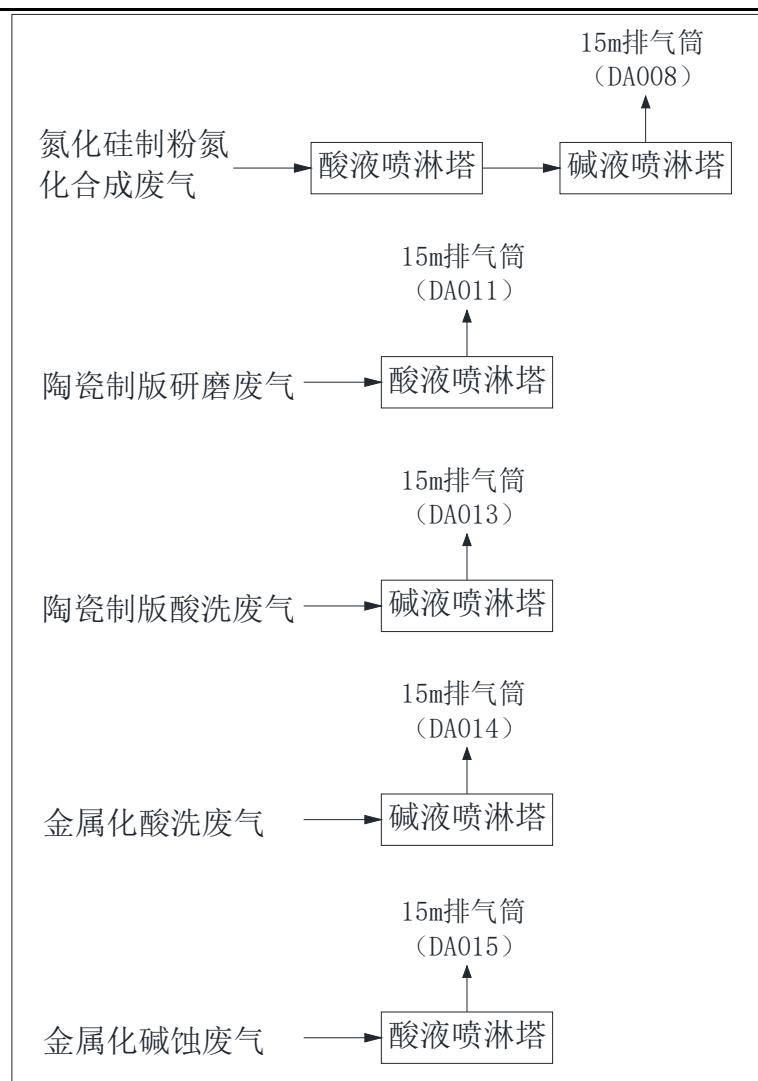 15m排气筒
（DA008）
氮化硅制粉氮
化合成废气
酸液喷淋塔
碱液喷淋塔
15m排气筒
（DA011）
陶瓷制版研磨废气
酸液喷淋塔
15m排气筒
（DA013）
陶瓷制版酸洗废气
碱液喷淋塔
15m排气筒
（DA014）
金属化酸洗废气
碱液喷淋塔
15m排气筒
（DA015）
金属化碱蚀废气
酸液喷淋塔